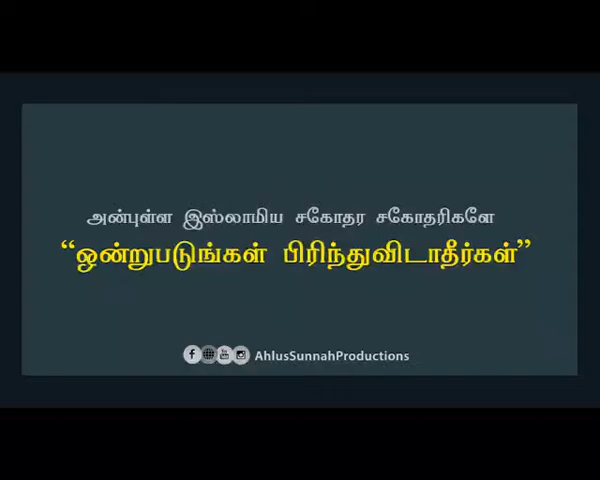 அன்புள்ள இஸ்லாமிய சகோதர சகோதரிகளே
“ஒன்றுபடுங்கள் பிரிந்துவிடாதீர்கள்”
AhlusSunnahProductions